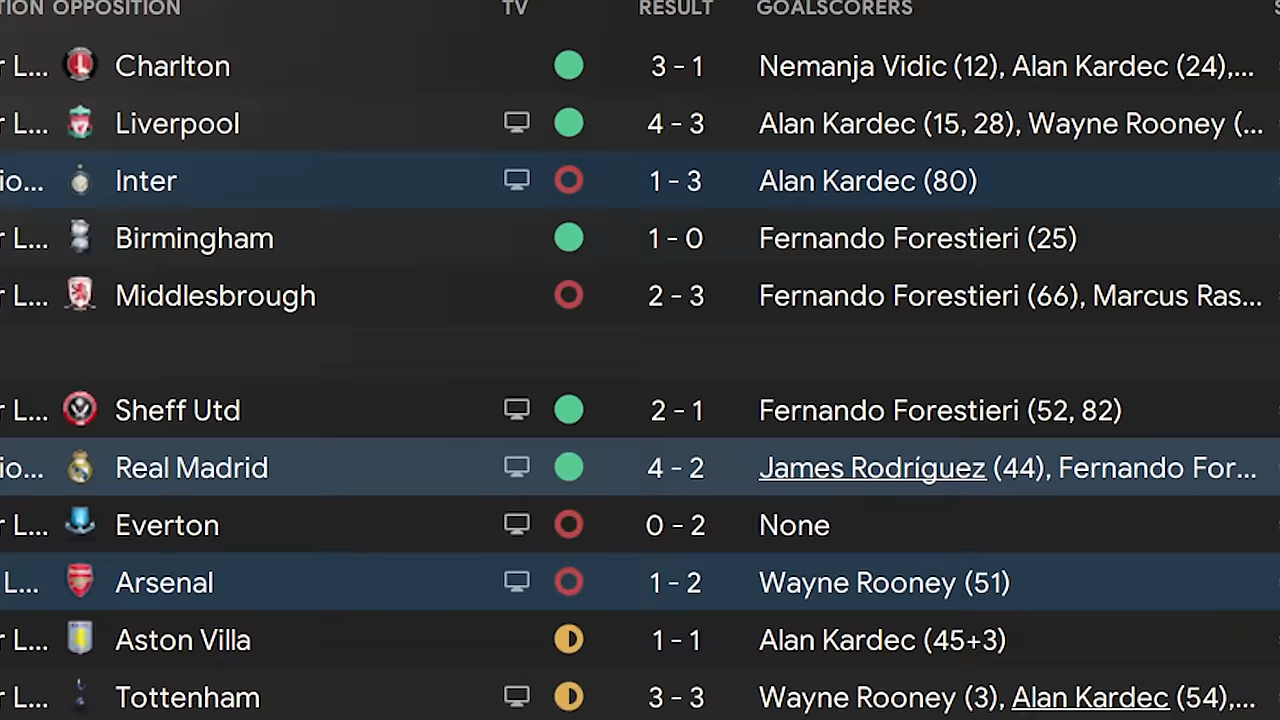 TION OPPOSITION TV RESULT GOALSCORERS
r L... Charlton 3 - 1 Nemanja Vidic (12), Alan Kardec (24),...
r L... Liverpool 4 - 3 Alan Kardec (15, 28), Wayne Rooney (...
io... Inter 1 - 3 Alan Kardec (80)
r L... Birmingham 1 - 0 Fernando Forestieri (25)
r L... Middlesbrough 2 - 3 Fernando Forestieri (66), Marcus Ras...
r L... Sheff Utd 2 - 1 Fernando Forestieri (52, 82)
io... Real Madrid 4 - 2 James Rodríguez (44), Fernando For...
r L... Everton 0 - 2 None
L... Arsenal 1 - 2 Wayne Rooney (51)
r L... Aston Villa 1 - 1 Alan Kardec (45+3)
r L... Tottenham 3 - 3 Wayne Rooney (3), Alan Kardec (54),...